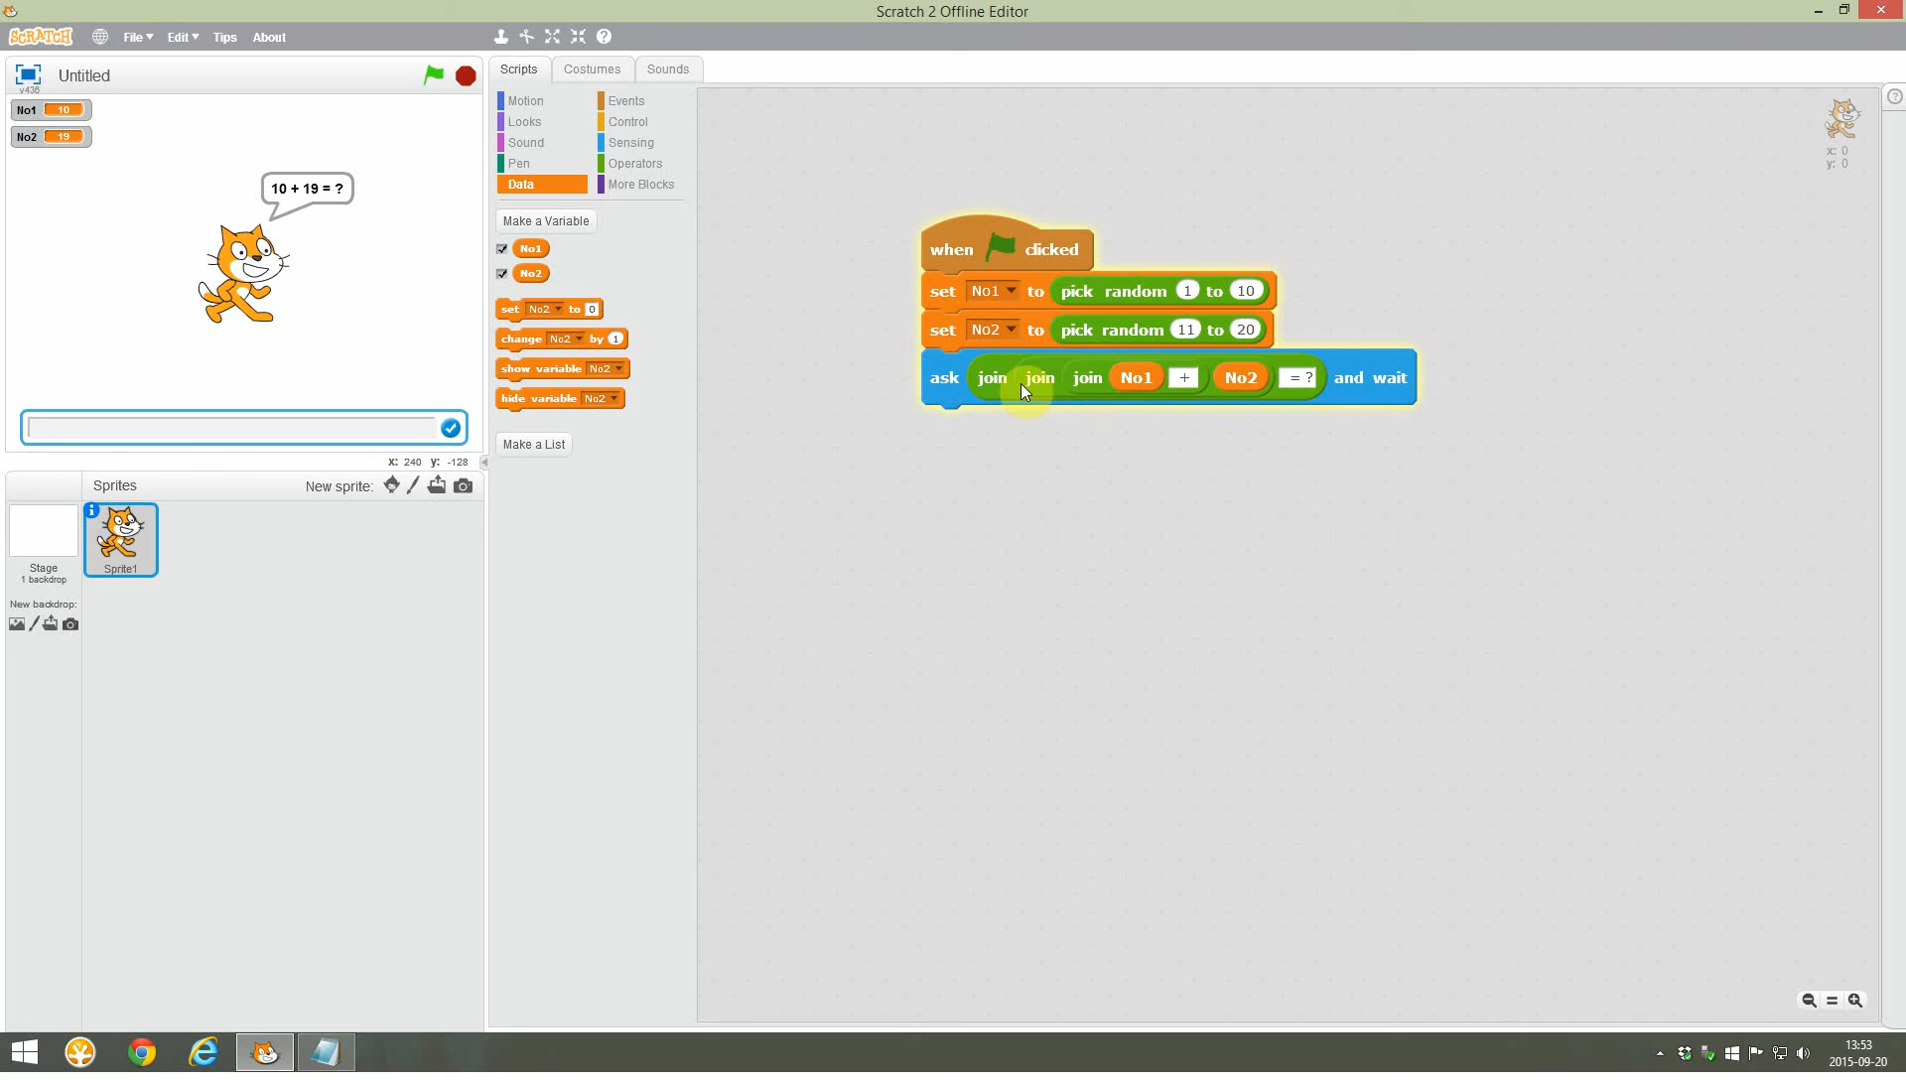 Scratch 2 Offline Editor
SCRATCH File Edit Tips About
v436 Untitled
No1 10
No2 19
10 + 19 = ?
x: 240 y: -128
Sprites New sprite:
Sprite1
Stage
1 backdrop
New backdrop:
Scripts Costumes Sounds
Motion Events
Looks Control
Sound Sensing
Pen Operators
Data More Blocks
Make a Variable
No1
No2
set No2 to 0
change No2 by 1
show variable No2
hide variable No2
Make a List
when clicked
set No1 to pick random 1 to 10
set No2 to pick random 11 to 20
ask join join join No1 + No2 = ? and wait
x: 0
y: 0
13:53
2015-09-20